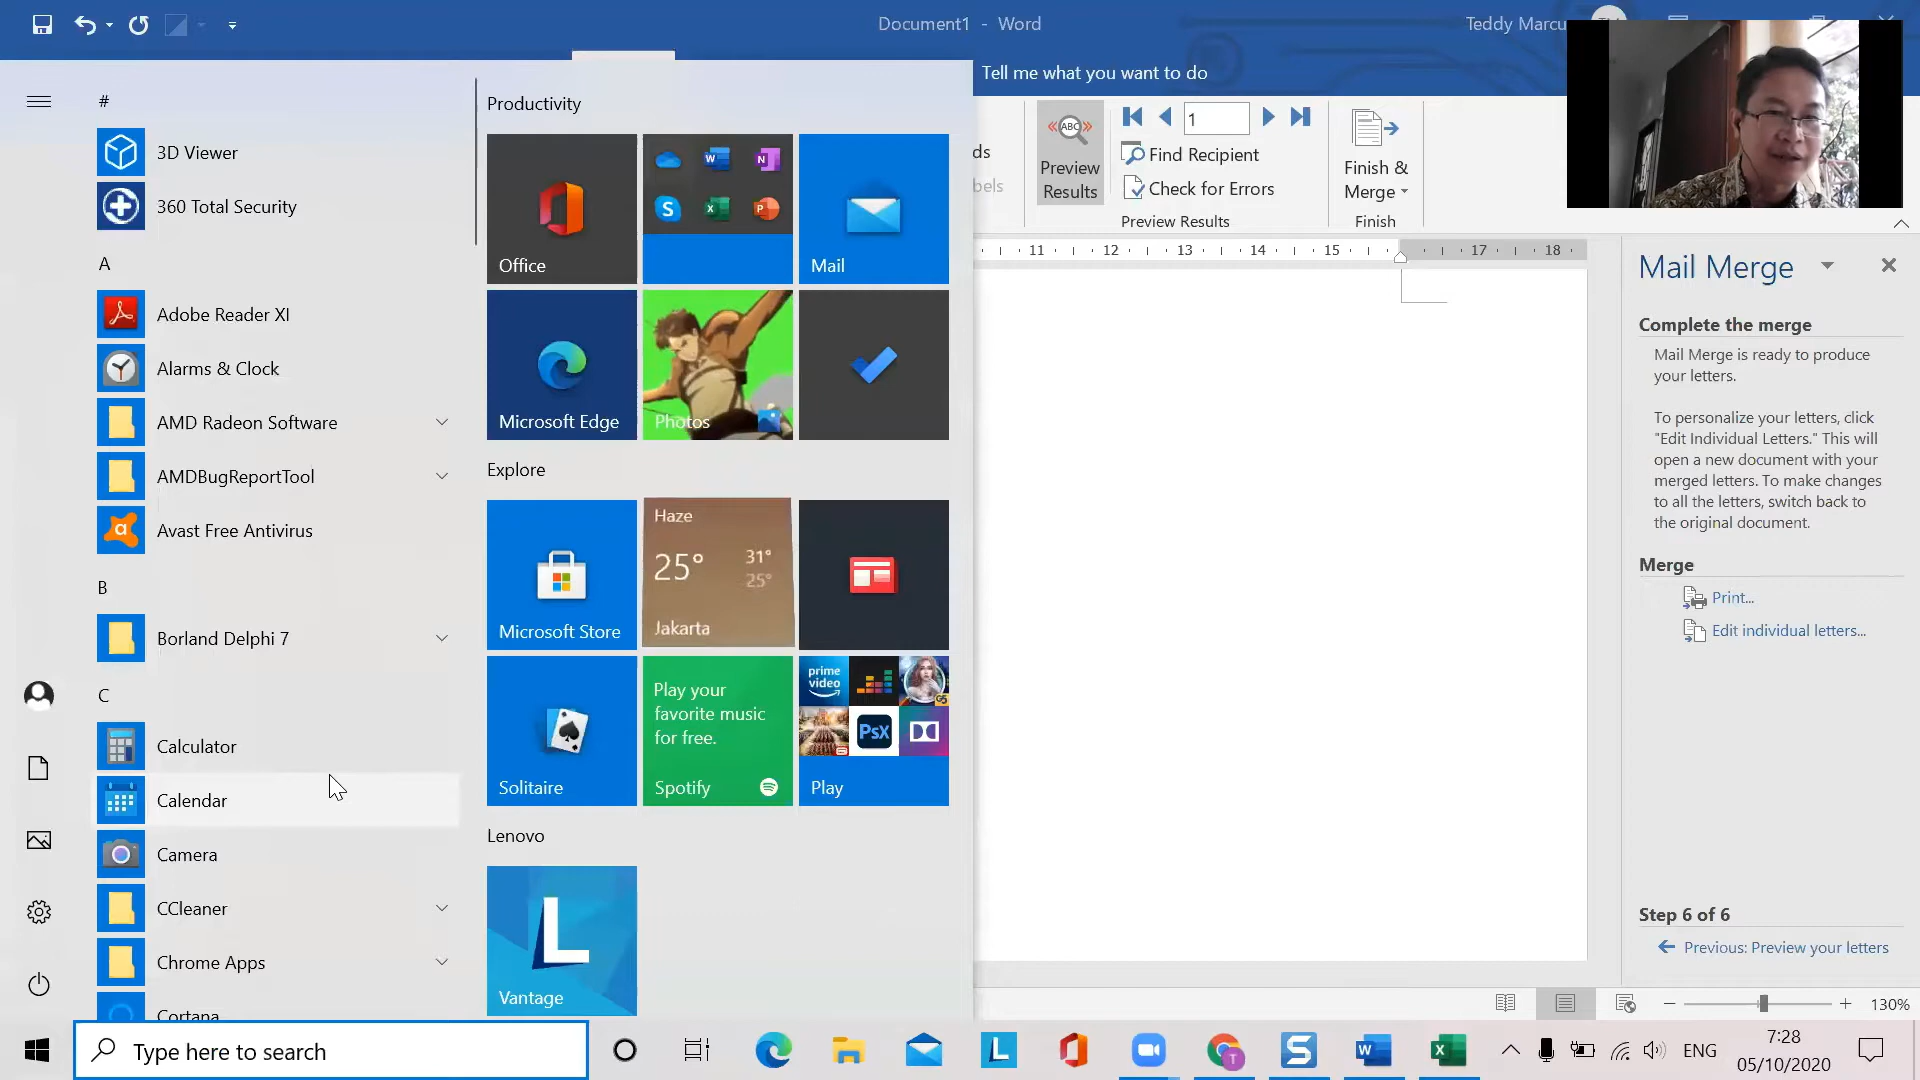 Document1 - Word
Teddy Marcu
Tell me what you want to do
#
3D Viewer
360 Total Security
A
Adobe Reader XI
Alarms & Clock
AMD Radeon Software
AMDBugReportTool
Avast Free Antivirus
B
Borland Delphi 7
C
Calculator
Calendar
Camera
CCleaner
Chrome Apps
Cortana
Productivity
Office
Mail
Microsoft Edge
Photos
Explore
Microsoft Store
Haze
25° 31°
25°
Jakarta
Solitaire
Play your
favorite music
for free.
Spotify
prime
video
PsX
Play
Lenovo
Vantage
ds
bels
ABC
Preview
Results
1
Find Recipient
Check for Errors
Preview Results
Finish &
Merge
Finish
11 12 13 14 15 17 18
Mail Merge
Complete the merge
Mail Merge is ready to produce
your letters.
To personalize your letters, click
"Edit Individual Letters." This will
open a new document with your
merged letters. To make changes
to all the letters, switch back to
the original document.
Merge
Print...
Edit individual letters...
Step 6 of 6
Previous: Preview your letters
130%
Type here to search
ENG
7:28
05/10/2020